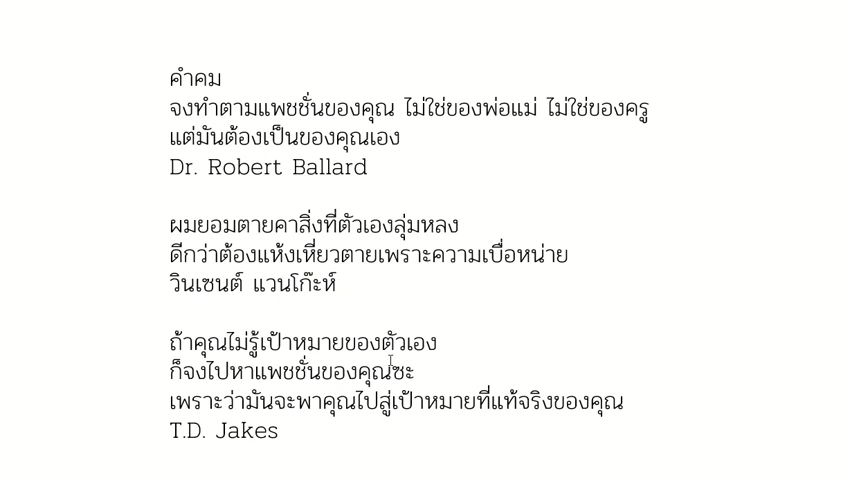 คำคม
จงทำตามแพชชั่นของคุณ ไม่ใช่ของพ่อแม่ ไม่ใช่ของครู
แต่มันต้องเป็นของคุณเอง
Dr. Robert Ballard
ผมยอมตายคาสิ่งที่ตัวเองลุ่มหลง
ดีกว่าต้องแห้งเหี่ยวตายเพราะความเบื่อหน่าย
วินเซนต์ แวนโก๊ะห์
ถ้าคุณไม่รู้เป้าหมายของตัวเอง
ก็จงไปหาแพชชั่นของคุณซะ
เพราะว่ามันจะพาคุณไปสู่เป้าหมายที่แท้จริงของคุณ
T.D. Jakes